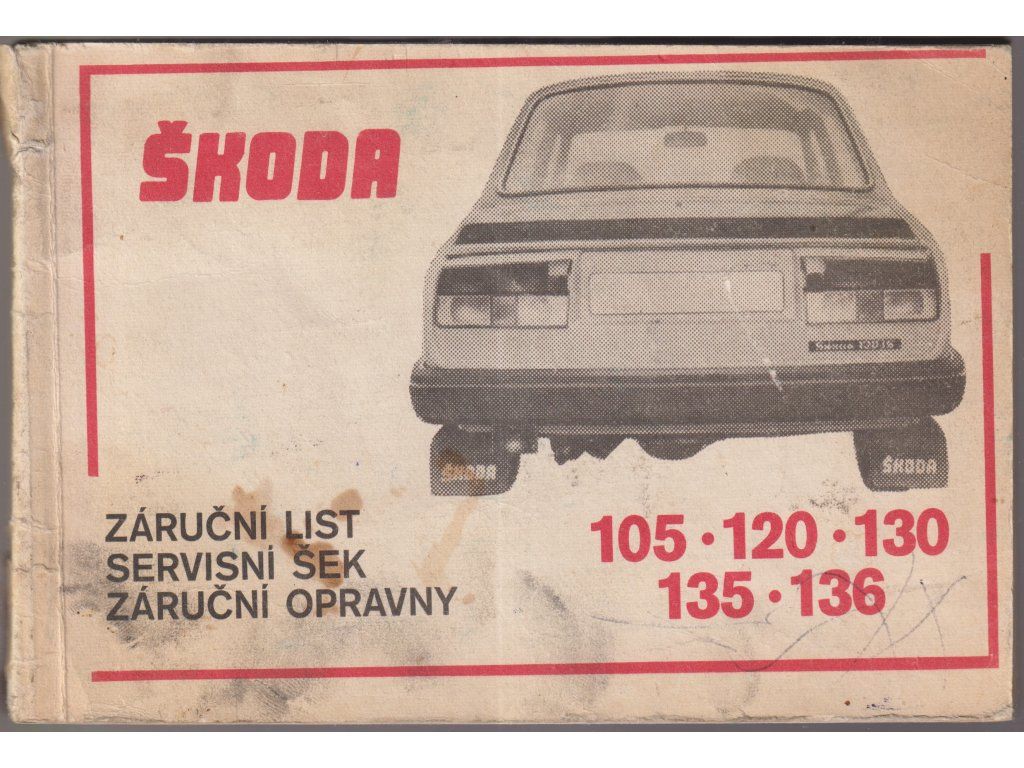 ŠKODA
ŠKODA
ŠKODA
ZÁRUČNÍ LIST
SERVISNÍ ŠEK
ZÁRUČNÍ OPRAVNY
105 · 120 · 130
135 · 136